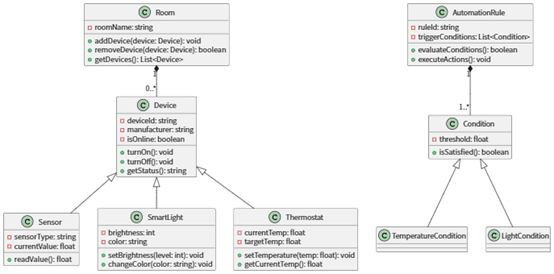 C Room
roomName: string
addDevice(device: Device): void
removeDevice(device: Device): boolean
getDevices(): List<Device>
0..*
C Device
deviceId: string
manufacturer: string
isOnline: boolean
turnOn(): void
turnOff(): void
getStatus(): string
C Sensor
sensorType: string
currentValue: float
readValue(): float
C SmartLight
brightness: int
color: string
setBrightness(level: int): void
changeColor(color: string): void
C Thermostat
currentTemp: float
targetTemp: float
setTemperature(temp: float): void
getCurrentTemp(): float
C AutomationRule
ruleId: string
triggerConditions: List<Condition>
evaluateConditions(): boolean
executeActions(): void
1..*
C Condition
threshold: float
isSatisfied(): boolean
C TemperatureCondition
C LightCondition